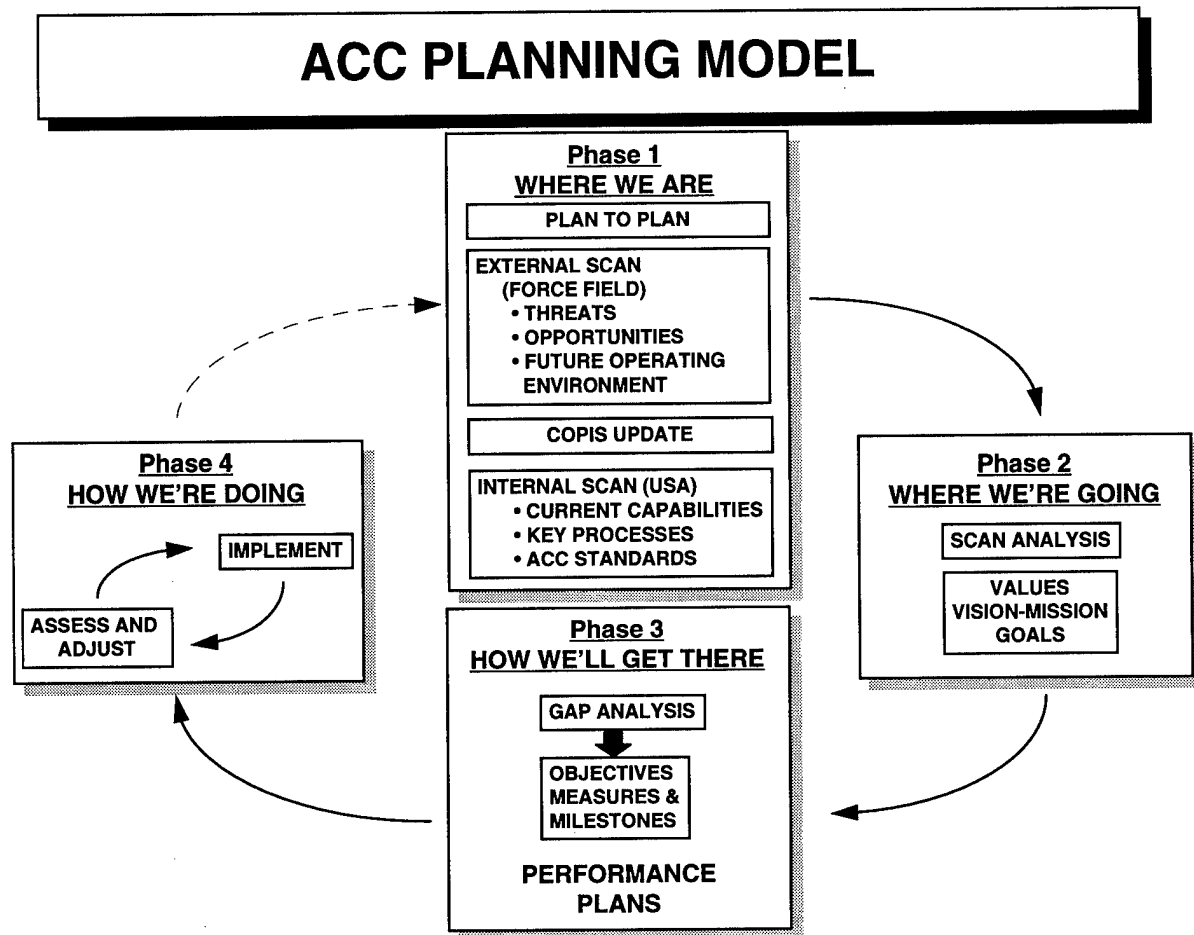 ACC PLANNING MODEL
Phase 1
WHERE WE ARE
PLAN TO PLAN
EXTERNAL SCAN
(FORCE FIELD)
• THREATS
• OPPORTUNITIES
• FUTURE OPERATING
ENVIRONMENT
COPIS UPDATE
INTERNAL SCAN (USA)
• CURRENT CAPABILITIES
• KEY PROCESSES
• ACC STANDARDS
Phase 2
WHERE WE'RE GOING
SCAN ANALYSIS
VALUES
VISION-MISSION
GOALS
Phase 3
HOW WE'LL GET THERE
GAP ANALYSIS
OBJECTIVES
MEASURES &
MILESTONES
PERFORMANCE
PLANS
Phase 4
HOW WE'RE DOING
IMPLEMENT
ASSESS AND
ADJUST